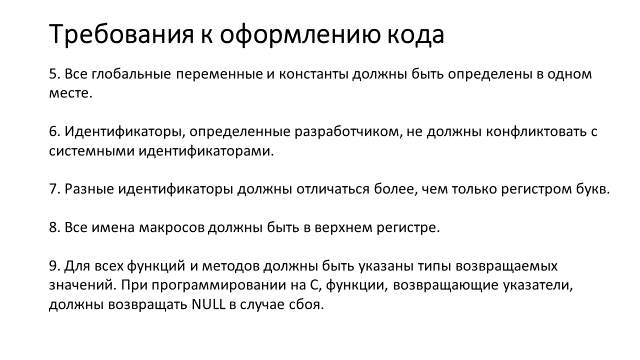 Требования к оформлению кода
5. Все глобальные переменные и константы должны быть определены в одном
месте.
6. Идентификаторы, определенные разработчиком, не должны конфликтовать с
системными идентификаторами.
7. Разные идентификаторы должны отличаться более, чем только регистром букв.
8. Все имена макросов должны быть в верхнем регистре.
9. Для всех функций и методов должны быть указаны типы возвращаемых
значений. При программировании на C, функции, возвращающие указатели,
должны возвращать NULL в случае сбоя.